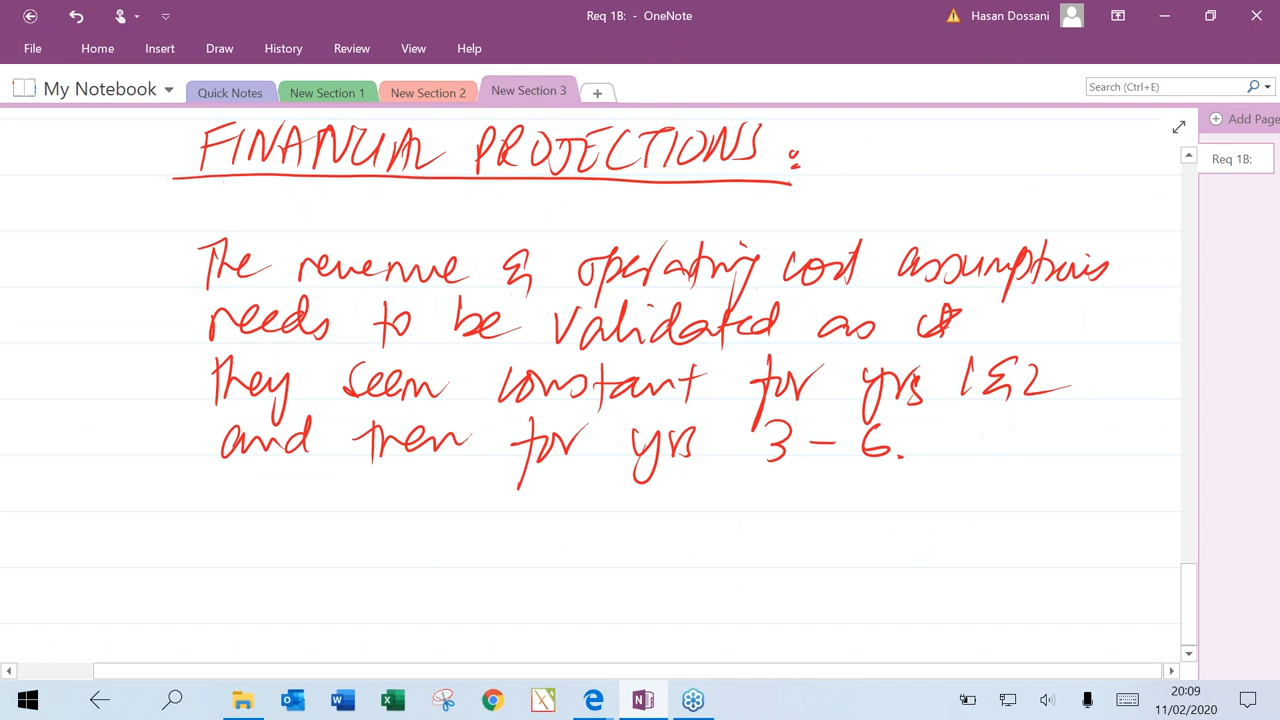 Req 1B: - OneNote
Hasan Dossani
File Home Insert Draw History Review View Help
My Notebook
Quick Notes
New Section 1
New Section 2
New Section 3
Search (Ctrl+E)
Add Page
Req 1B:
FINANCIAL PROJECTIONS :
The revenue & operating cost assumptions
needs to be validated as
they seem constant for yrs 1 & 2
and then for yrs 3 - 6.
20:09
11/02/2020